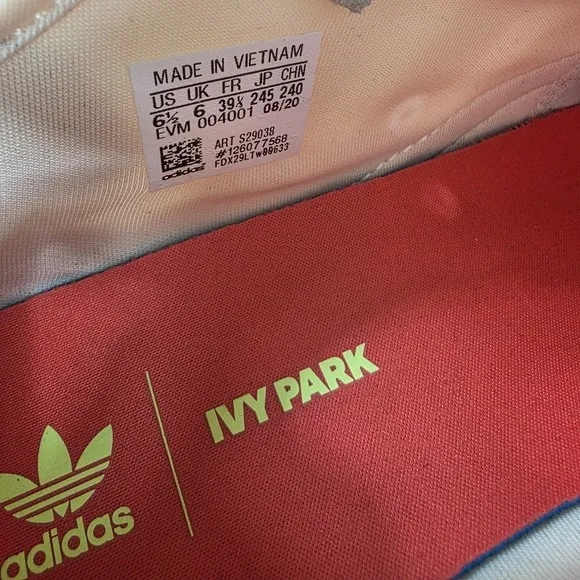 MADE IN VIETNAM
US UK FR JP CHN
6½ 6 39⅓ 245 240
EVM 004001 08/20
ART S29038
#126077568
FDX29LTw00633
adidas
IVY PARK
adidas